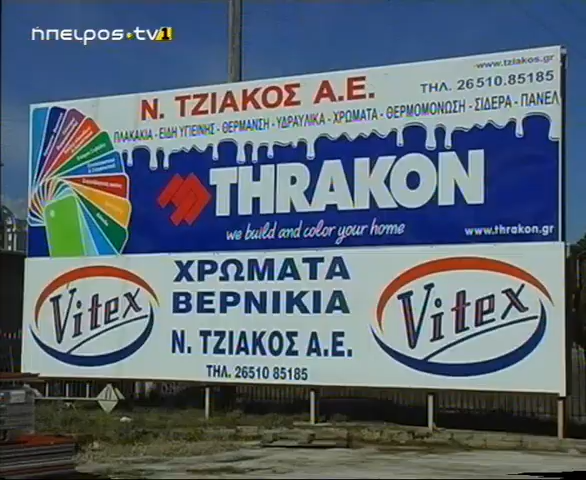 ήπειρος.tv1
www.tziakos.gr
Ν. ΤΖΙΑΚΟΣ Α.Ε.
ΤΗΛ. 26510.85185
ΠΛΑΚΑΚΙΑ - ΕΙΔΗ ΥΓΙΕΙΝΗΣ - ΘΕΡΜΑΝΣΗ - ΥΔΡΑΥΛΙΚΑ - ΧΡΩΜΑΤΑ - ΘΕΡΜΟΜΟΝΩΣΗ - ΣΙΔΕΡΑ - ΠΑΝΕΛ
THRAKON
we build and color your home
www.thrakon.gr
Vitex
ΧΡΩΜΑΤΑ
ΒΕΡΝΙΚΙΑ
Ν. ΤΖΙΑΚΟΣ Α.Ε.
ΤΗΛ. 26510 85185
Vitex